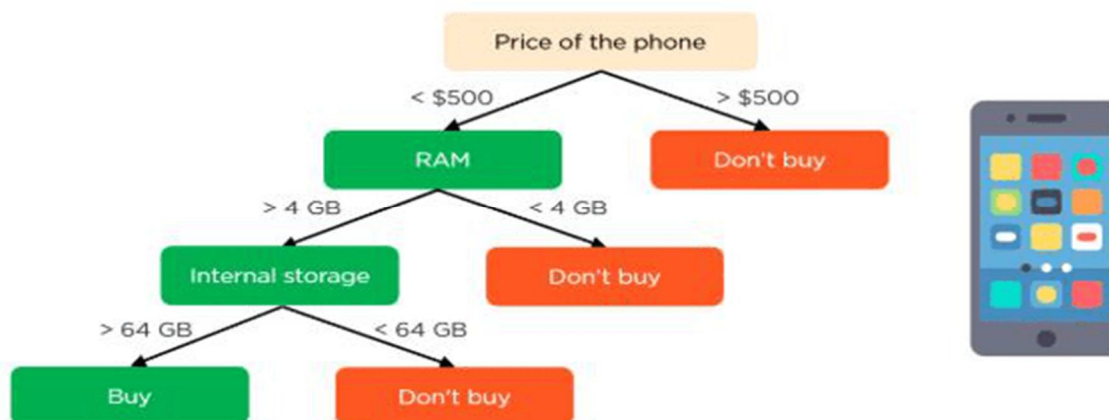 Price of the phone
< $500
> $500
RAM
Don't buy
> 4 GB
< 4 GB
Internal storage
Don't buy
> 64 GB
< 64 GB
Buy
Don't buy